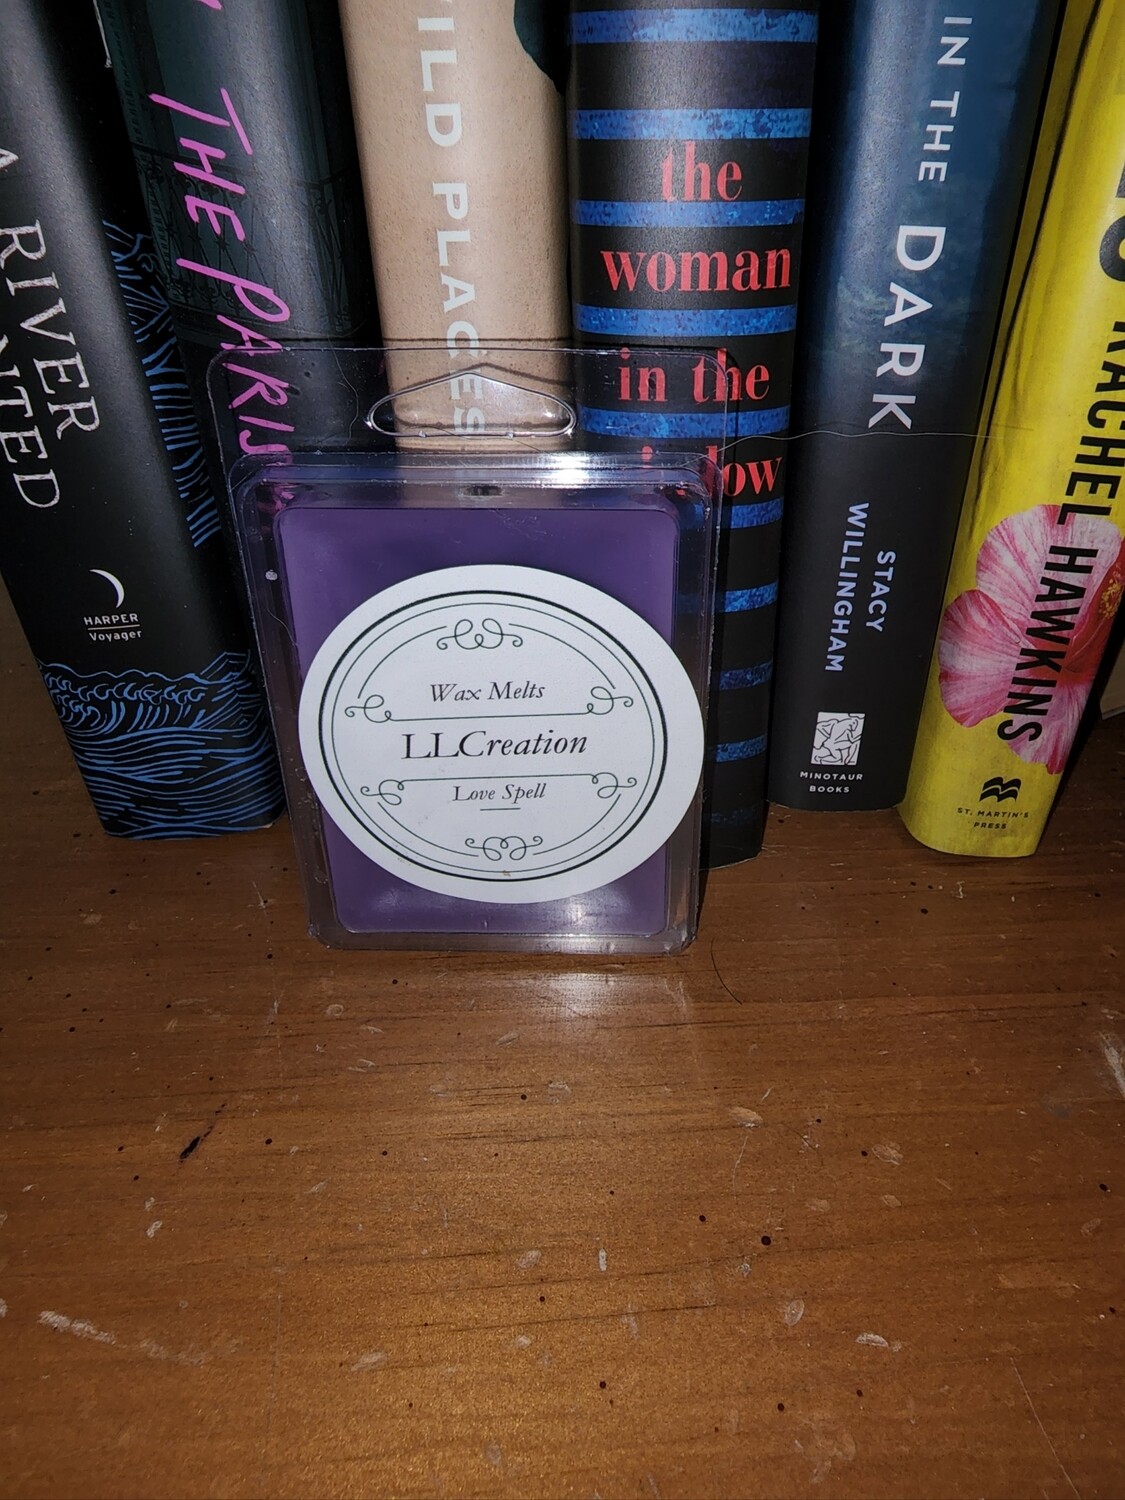 A RIVER
HARPER
Voyager
THE PARIS
PLACES
the
woman
in the
IN THE DARK
STACY
WILLINGHAM
MINOTAUR
BOOKS
RACHEL HAWKINS
ST. MARTIN'S
PRESS
Wax Melts
LLCreation
Love Spell